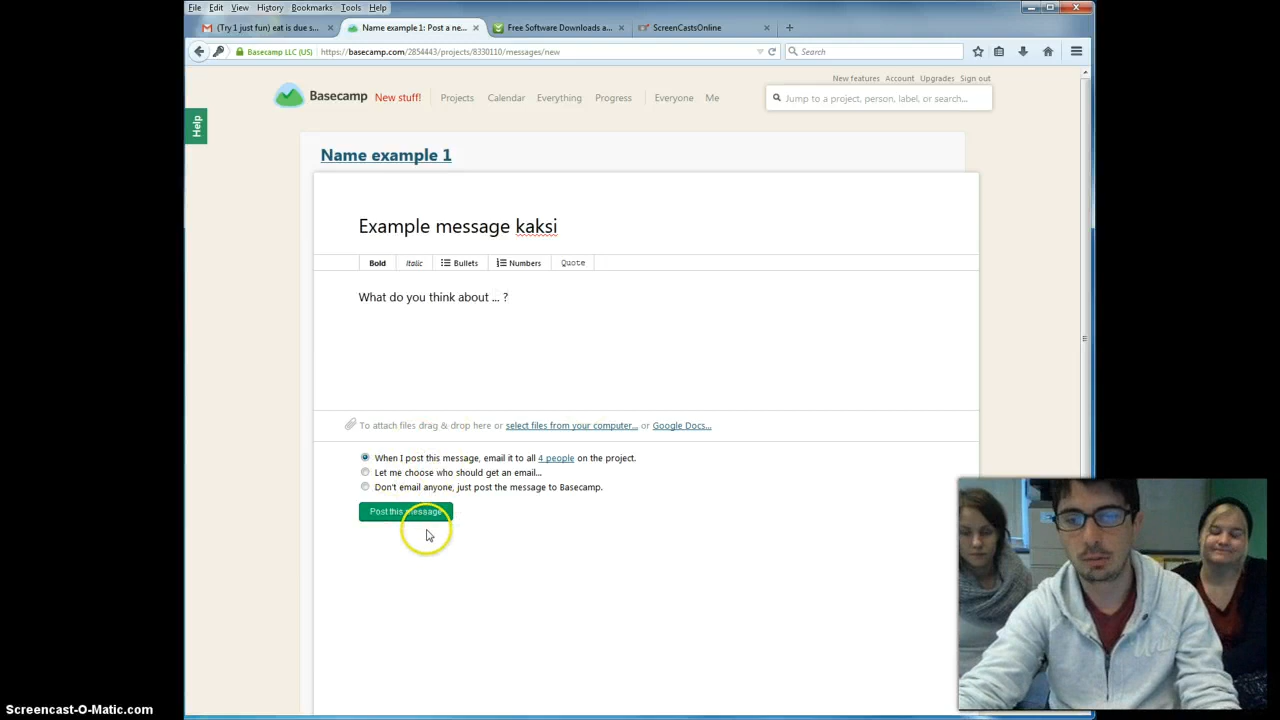 File Edit View History Bookmarks Tools Help
(Try 1 just fun) eat is due s... Name example 1: Post a ne... Free Software Downloads a... ScreenCastsOnline
Basecamp LLC (US) https://basecamp.com/2854443/projects/8330110/messages/new Search
New features Account Upgrades Sign out
Basecamp New stuff! Projects Calendar Everything Progress Everyone Me Jump to a project, person, label, or search...
Help
Name example 1
Example message kaksi
Bold Italic Bullets Numbers Quote
What do you think about ... ?
To attach files drag & drop here or select files from your computer... or Google Docs...
When I post this message, email it to all 4 people on the project.
Let me choose who should get an email...
Don't email anyone, just post the message to Basecamp.
Post this message
Screencast-O-Matic.com